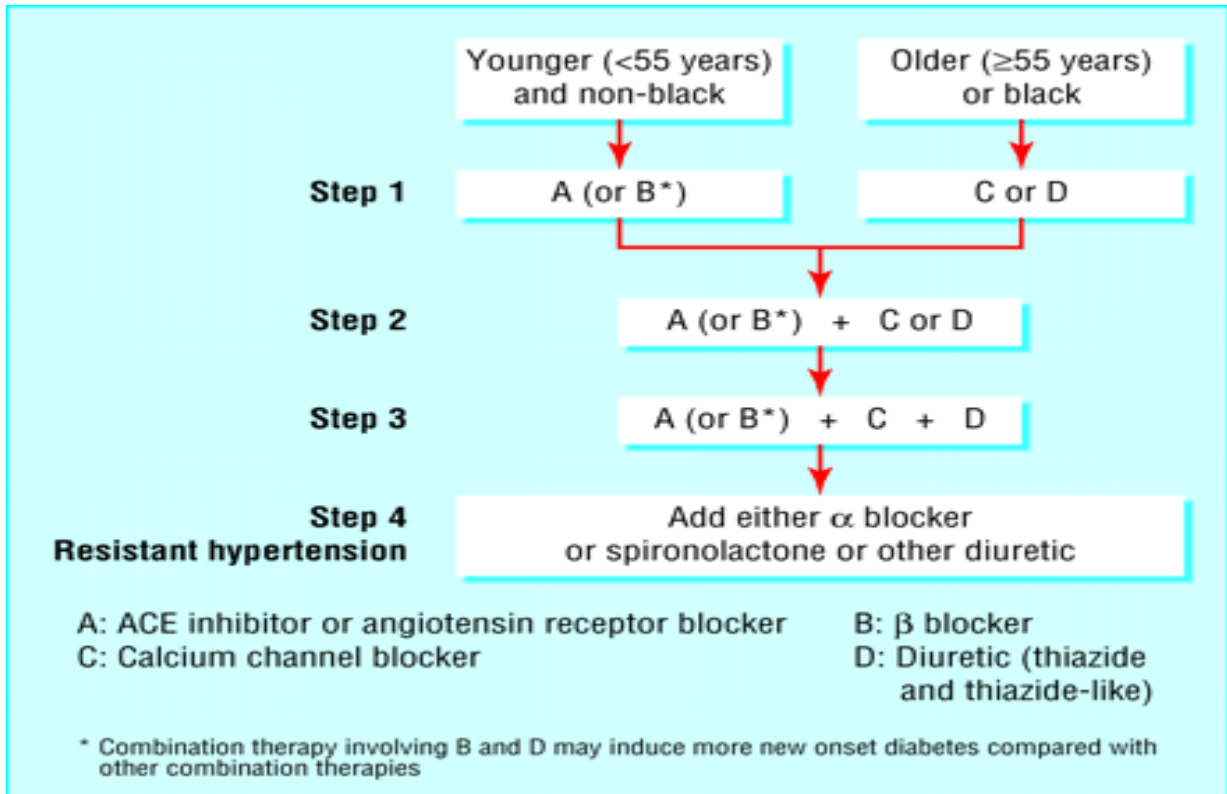 Younger (<55 years)
and non-black
Older (≥55 years)
or black
Step 1
A (or B*)
C or D
Step 2
A (or B*) + C or D
Step 3
A (or B*) + C + D
Step 4
Resistant hypertension
Add either α blocker
or spironolactone or other diuretic
A: ACE inhibitor or angiotensin receptor blocker
B: β blocker
C: Calcium channel blocker
D: Diuretic (thiazide
and thiazide-like)
* Combination therapy involving B and D may induce more new onset diabetes compared with
other combination therapies